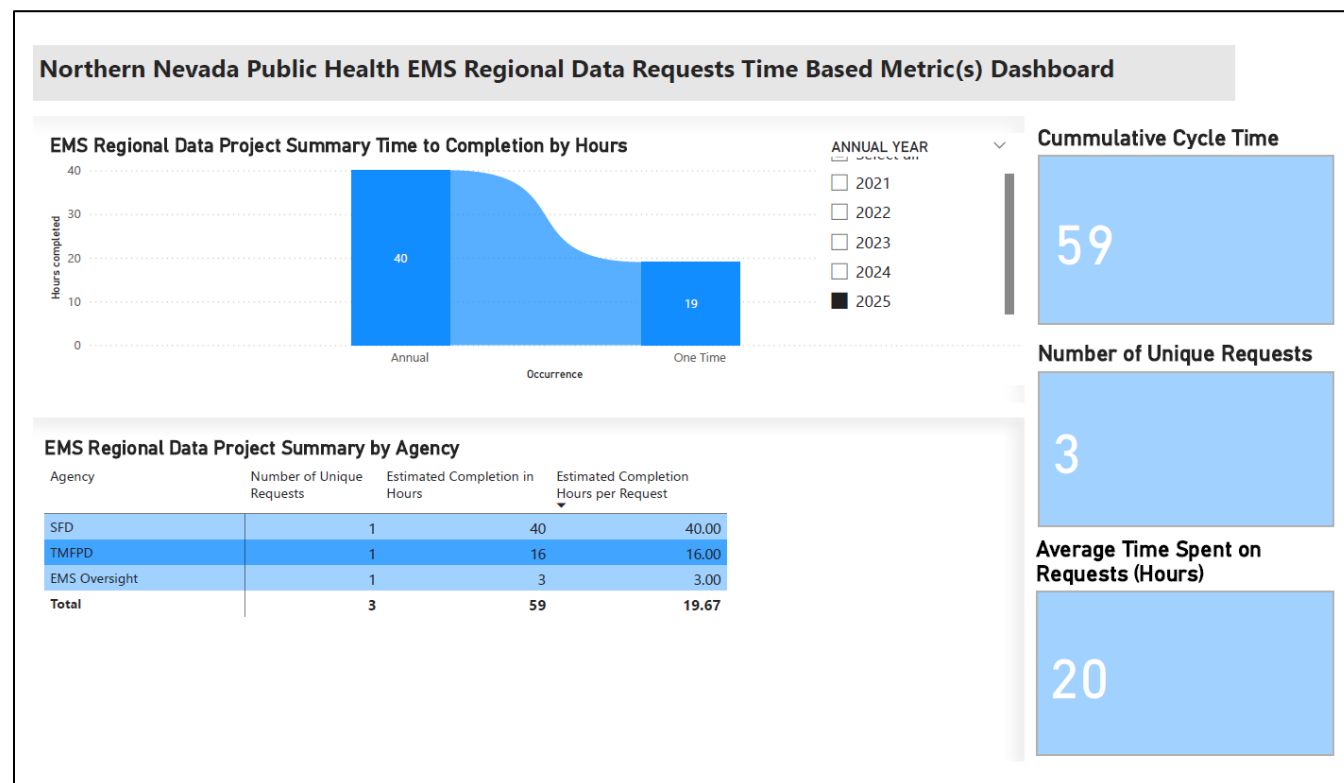 Northern Nevada Public Health EMS Regional Data Requests Time Based Metric(s) Dashboard
EMS Regional Data Project Summary Time to Completion by Hours
40
30
20
10
0
Hours completed
40
19
Annual
One Time
Occurrence
ANNUAL YEAR
Select all
2021
2022
2023
2024
2025
Cummulative Cycle Time
59
Number of Unique Requests
3
Average Time Spent on
Requests (Hours)
20
EMS Regional Data Project Summary by Agency
Agency Number of Unique Estimated Completion in Estimated Completion
Requests Hours Hours per Request
SFD 1 40 40.00
TMFPD 1 16 16.00
EMS Oversight 1 3 3.00
Total 3 59 19.67